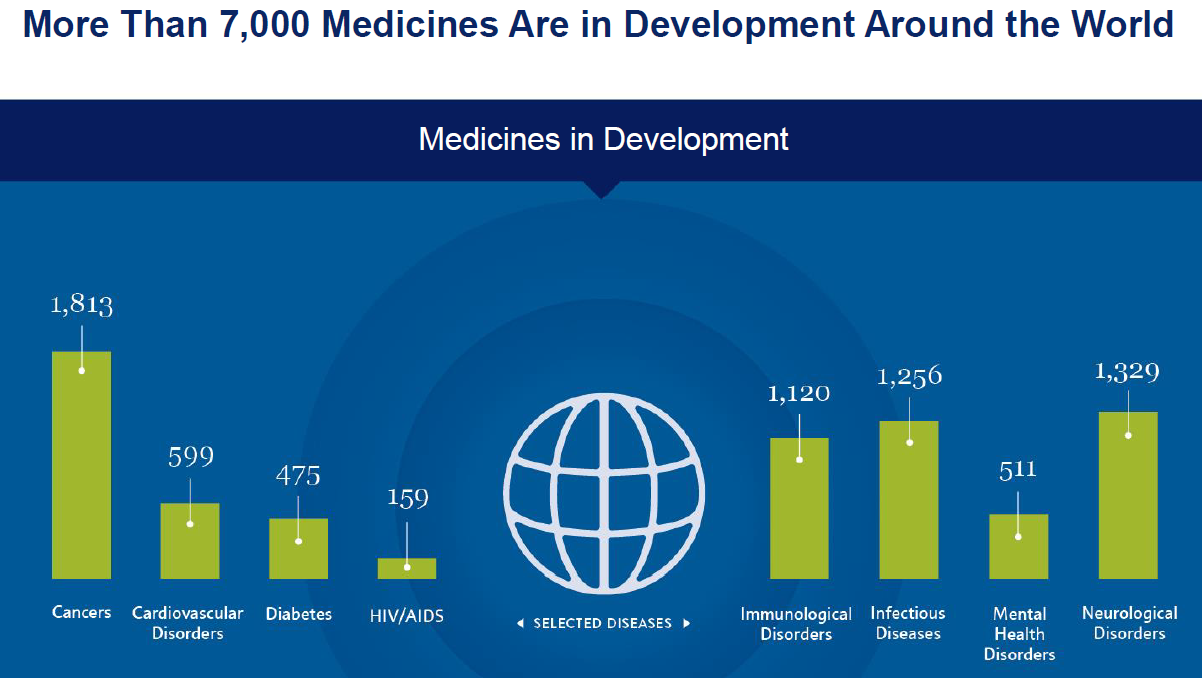 More Than 7,000 Medicines Are in Development Around the World
Medicines in Development
1,813
599
475
159
1,120
1,256
511
1,329
Cancers
Cardiovascular
Disorders
Diabetes
HIV/AIDS
◄ SELECTED DISEASES ►
Immunological
Disorders
Infectious
Diseases
Mental
Health
Disorders
Neurological
Disorders